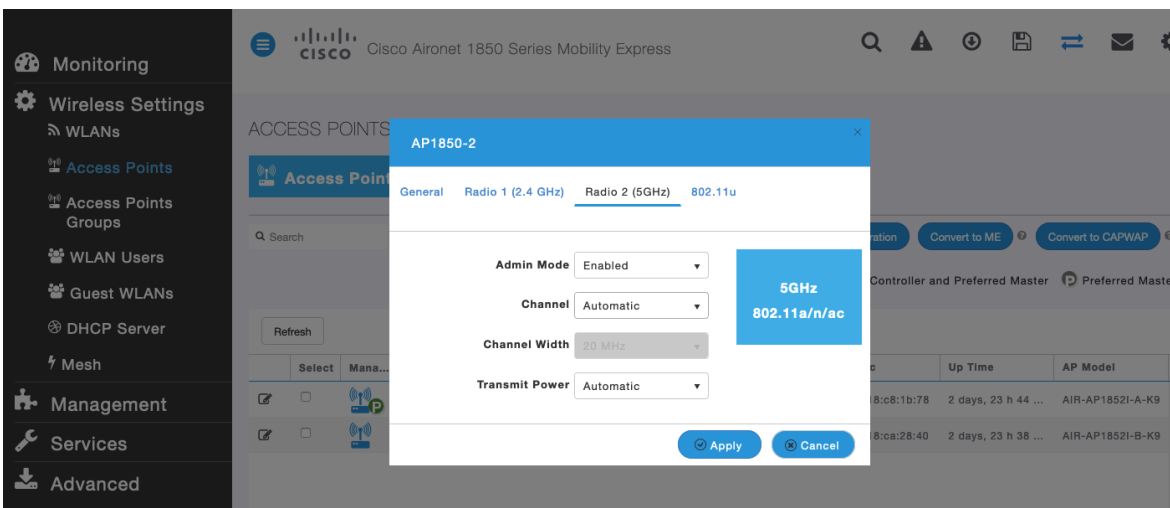 CISCO
Cisco Aironet 1850 Series Mobility Express
Monitoring
Wireless Settings
WLANs
Access Points
Access Points
Groups
WLAN Users
Guest WLANs
DHCP Server
Mesh
Management
Services
Advanced
ACCESS POINTS
Access Point
Search
Convert to ME
Convert to CAPWAP
Controller and Preferred Master
P Preferred Maste
Refresh
Select Mana...
Up Time AP Model
P
18:c8:1b:78 2 days, 23 h 44 ... AIR-AP1852I-A-K9
18:ca:28:40 2 days, 23 h 38 ... AIR-AP1852I-B-K9
AP1850-2
General Radio 1 (2.4 GHz) Radio 2 (5GHz) 802.11u
Admin Mode Enabled
Channel Automatic
Channel Width 20 MHz
Transmit Power Automatic
5GHz
802.11a/n/ac
Apply Cancel